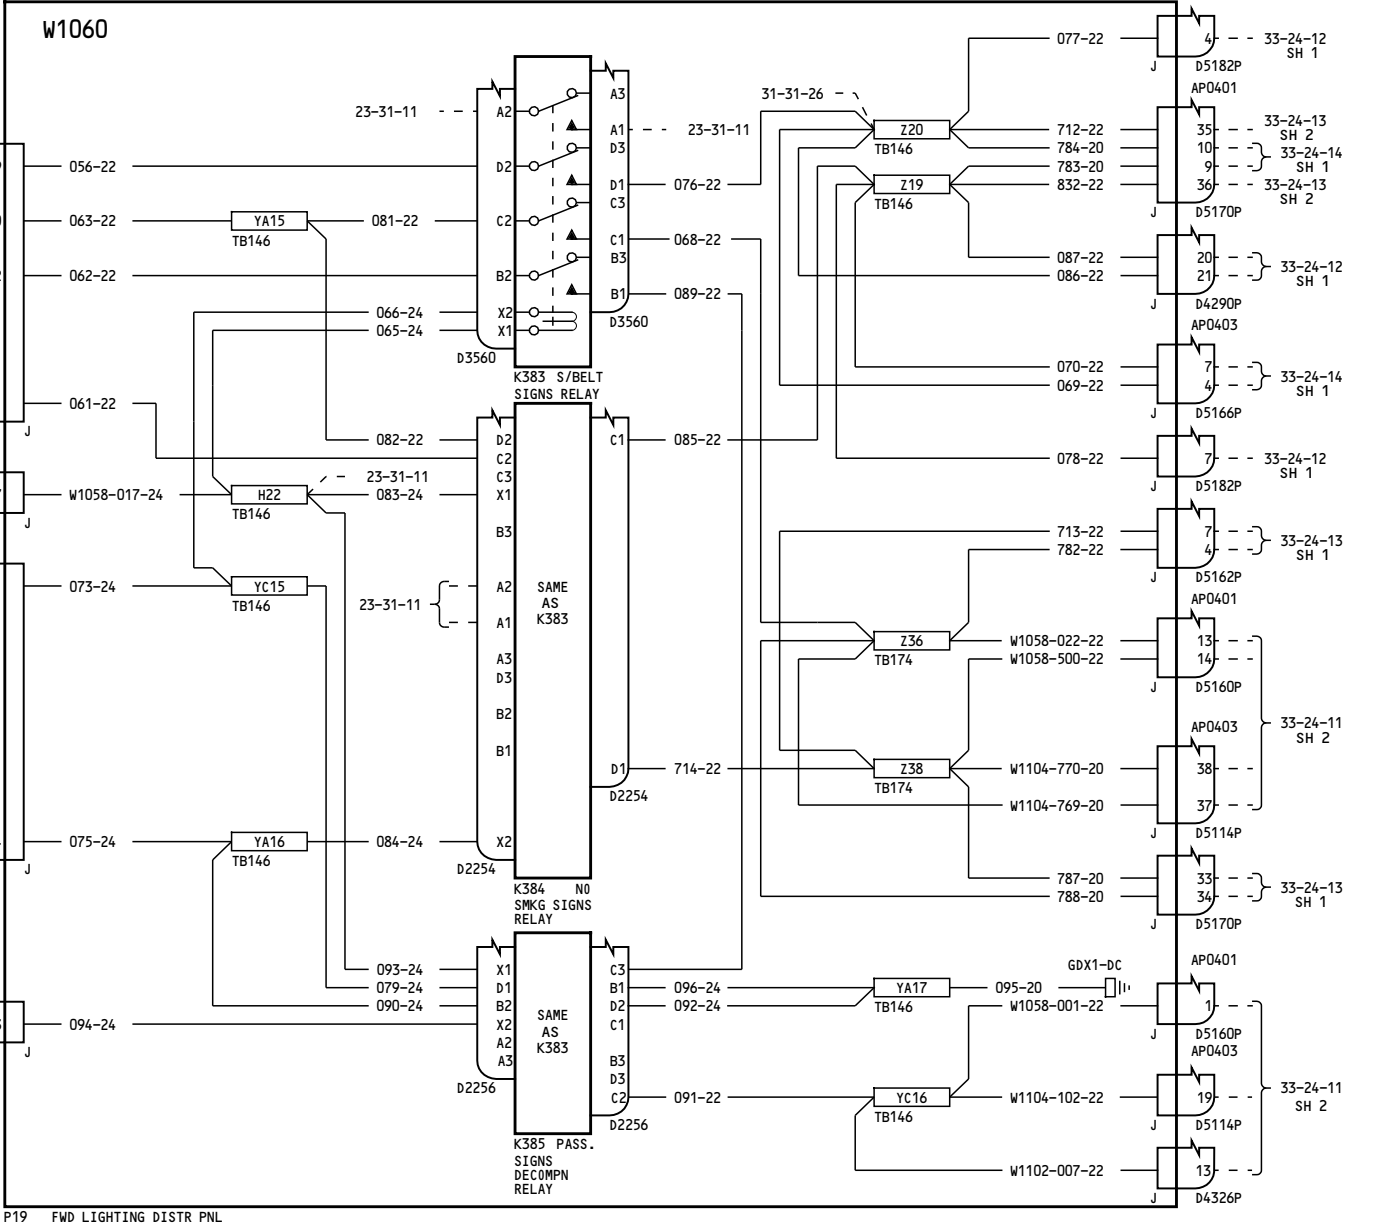 W1060
077-22
4
33-24-12
SH 1
J
D5182P
AP0401
23-31-11
A2
A3
31-31-26
A1
23-31-11
Z20
TB146
712-22
35
33-24-13
SH 2
784-20
10
33-24-14
SH 1
783-20
9
832-22
36
33-24-13
SH 2
J
D5170P
056-22
D2
D3
D1
076-22
Z19
TB146
C3
063-22
YA15
TB146
081-22
C2
C1
068-22
087-22
20
33-24-12
SH 1
086-22
21
J
D4290P
AP0403
062-22
B2
B3
B1
089-22
066-24
X2
065-24
X1
D3560
D3560
K383 S/BELT
SIGNS RELAY
070-22
7
33-24-14
SH 1
069-22
4
J
D5166P
061-22
J
082-22
D2
C2
C3
C1
085-22
078-22
7
33-24-12
SH 1
J
D5182P
W1058-017-24
H22
TB146
23-31-11
083-24
X1
J
B3
713-22
7
33-24-13
SH 1
782-22
4
J
D5162P
AP0401
073-24
YC15
TB146
23-31-11
A2
A1
SAME
AS
K383
A3
D3
B2
B1
Z36
TB174
W1058-022-22
13
W1058-500-22
14
J
D5160P
33-24-11
SH 2
AP0403
D1
714-22
D2254
Z38
TB174
W1104-770-20
38
W1104-769-20
37
J
D5114P
075-24
YA16
TB146
084-24
X2
J
D2254
K384 NO
SMKG SIGNS
RELAY
787-20
33
33-24-13
SH 1
788-20
34
J
D5170P
093-24
X1
079-24
D1
090-24
B2
094-24
X2
A2
A3
J
D2256
SAME
AS
K383
C3
B1
096-24
D2
092-24
C1
B3
D3
C2
091-22
D2256
YA17
TB146
095-20
GDX1-DC
AP0401
W1058-001-22
1
J
D5160P
AP0403
YC16
TB146
W1104-102-22
19
33-24-11
SH 2
J
D5114P
K385 PASS.
SIGNS
DECOMPN
RELAY
W1102-007-22
13
J
D4326P
P19 FWD LIGHTING DISTR PNL